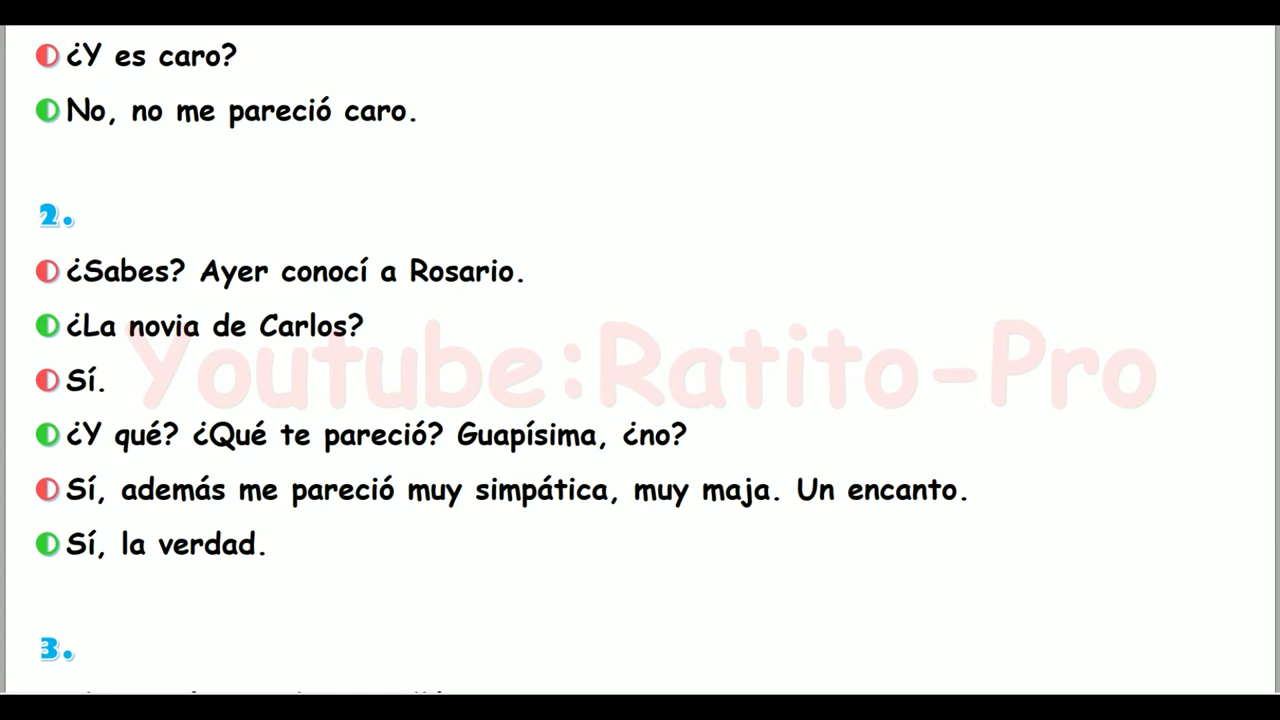 ¿Y es caro?
No, no me pareció caro.
2.
¿Sabes? Ayer conocí a Rosario.
¿La novia de Carlos?
Youtube:Ratito-Pro
Sí.
¿Y qué? ¿Qué te pareció? Guapísima, ¿no?
Sí, además me pareció muy simpática, muy maja. Un encanto.
Sí, la verdad.
3.